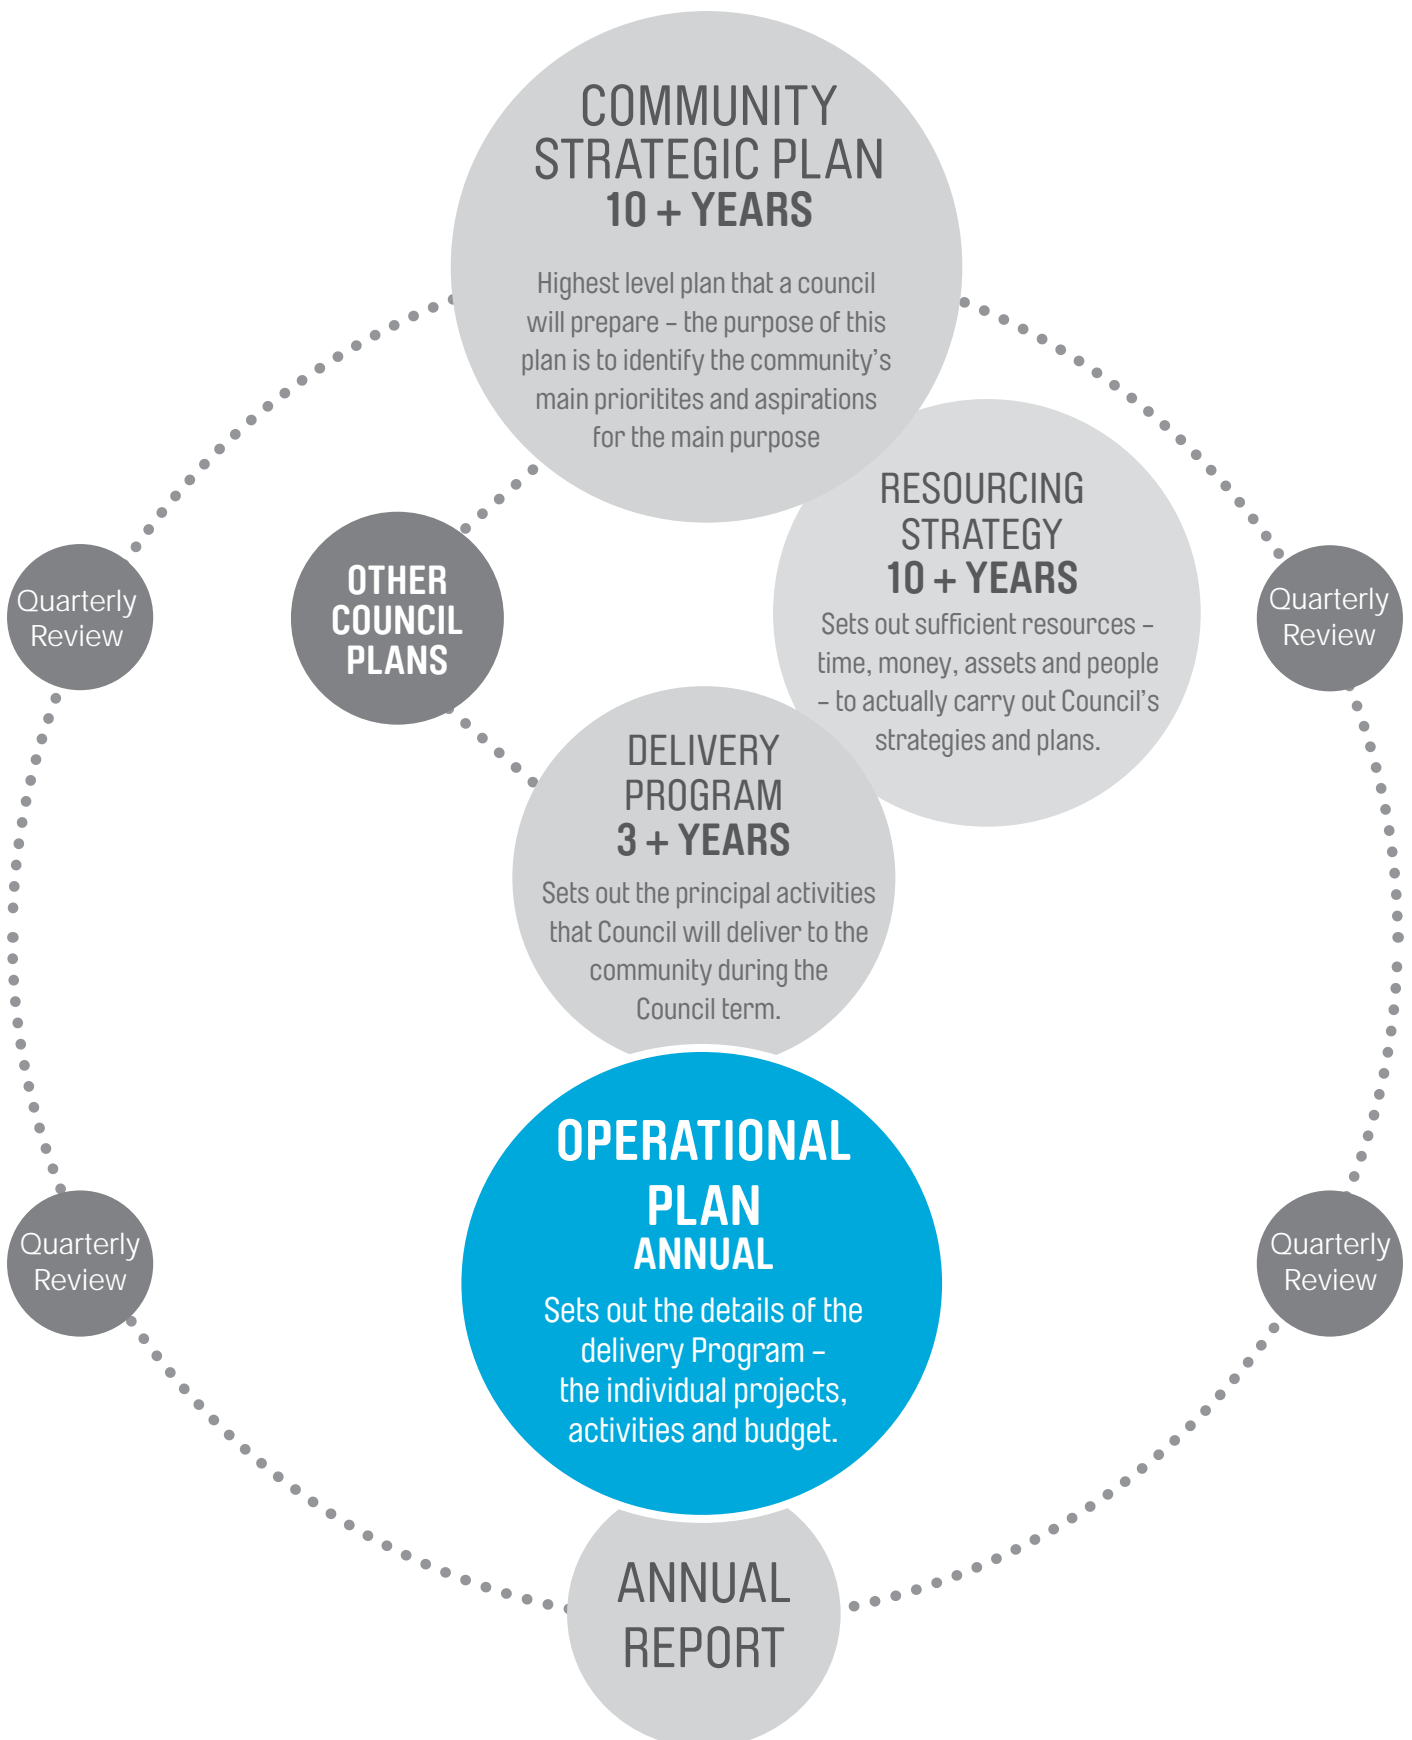 COMMUNITY
STRATEGIC PLAN
10 + YEARS
Highest level plan that a council
will prepare – the purpose of this
plan is to identify the community’s
main prioritites and aspirations
for the main purpose
RESOURCING
STRATEGY
10 + YEARS
Sets out sufficient resources –
time, money, assets and people
– to actually carry out Council’s
strategies and plans.
OTHER
COUNCIL
PLANS
Quarterly
Review
Quarterly
Review
DELIVERY
PROGRAM
3 + YEARS
Sets out the principal activities
that Council will deliver to the
community during the
Council term.
OPERATIONAL
PLAN
ANNUAL
Sets out the details of the
delivery Program –
the individual projects,
activities and budget.
Quarterly
Review
Quarterly
Review
ANNUAL
REPORT